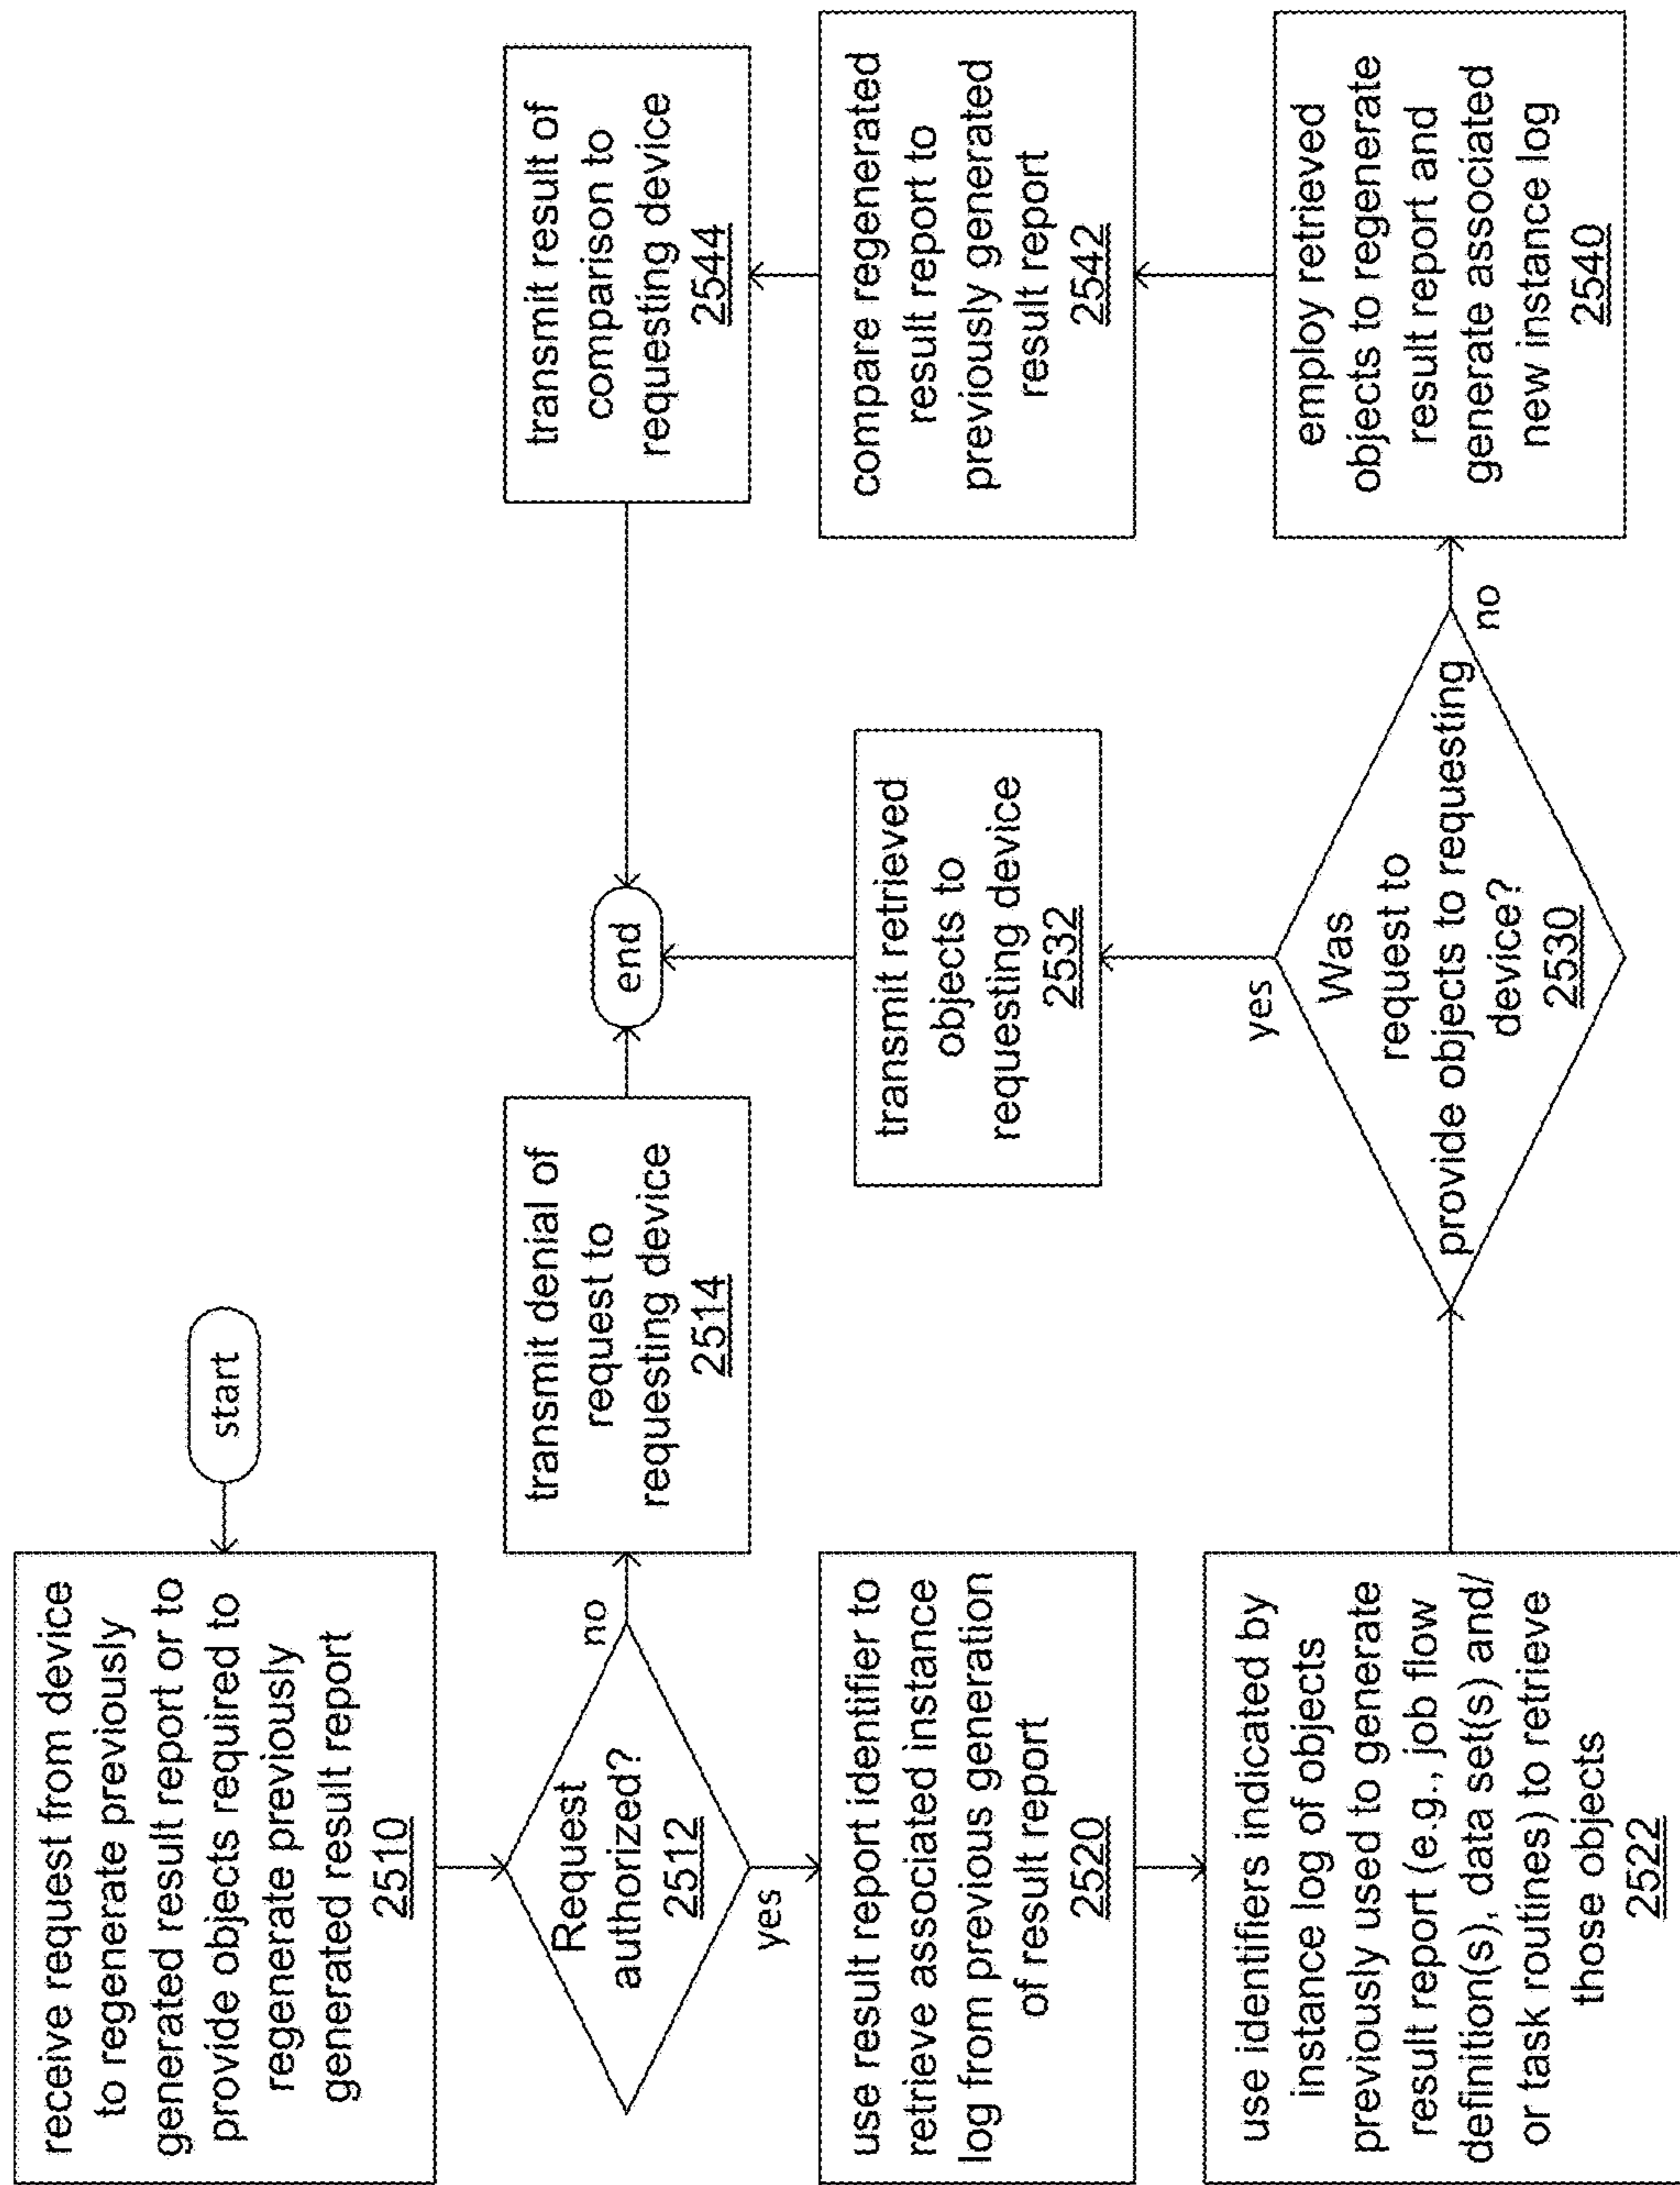 start
receive request from device
to regenerate previously
generated result report or to
provide objects required to
regenerate previously
generated result report
2510
Request
authorized?
2512
no
transmit denial of
request to
requesting device
2514
yes
use result report identifier to
retrieve associated instance
log from previous generation
of result report
2520
use identifiers indicated by
instance log of objects
previously used to generate
result report (e.g., job flow
definition(s), data set(s) and/
or task routines) to retrieve
those objects
2522
Was
request to
provide objects to requesting
device?
2530
yes
transmit retrieved
objects to
requesting device
2532
no
employ retrieved
objects to regenerate
result report and
generate associated
new instance log
2540
compare regenerated
result report to
previously generated
result report
2542
transmit result of
comparison to
requesting device
2544
end